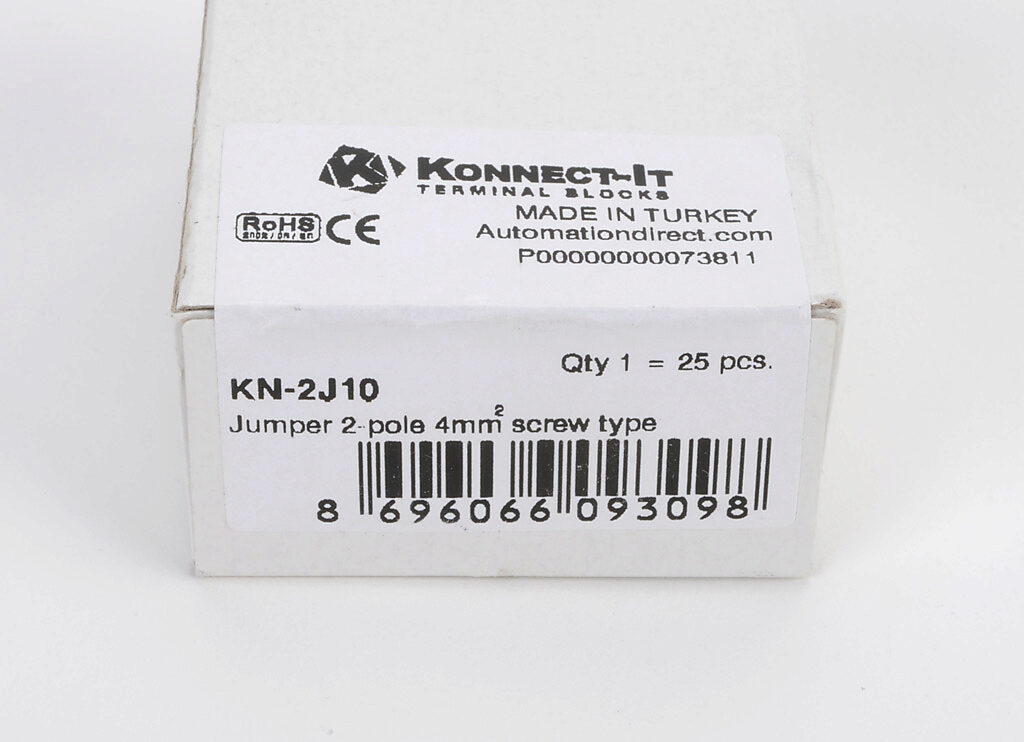 KONNECT-IT
TERMINAL BLOCKS
MADE IN TURKEY
RoHS CE
Automationdirect.com
P00000000073811
Qty 1 = 25 pcs.
KN-2J10
Jumper 2-pole 4mm² screw type
8 696066 093098